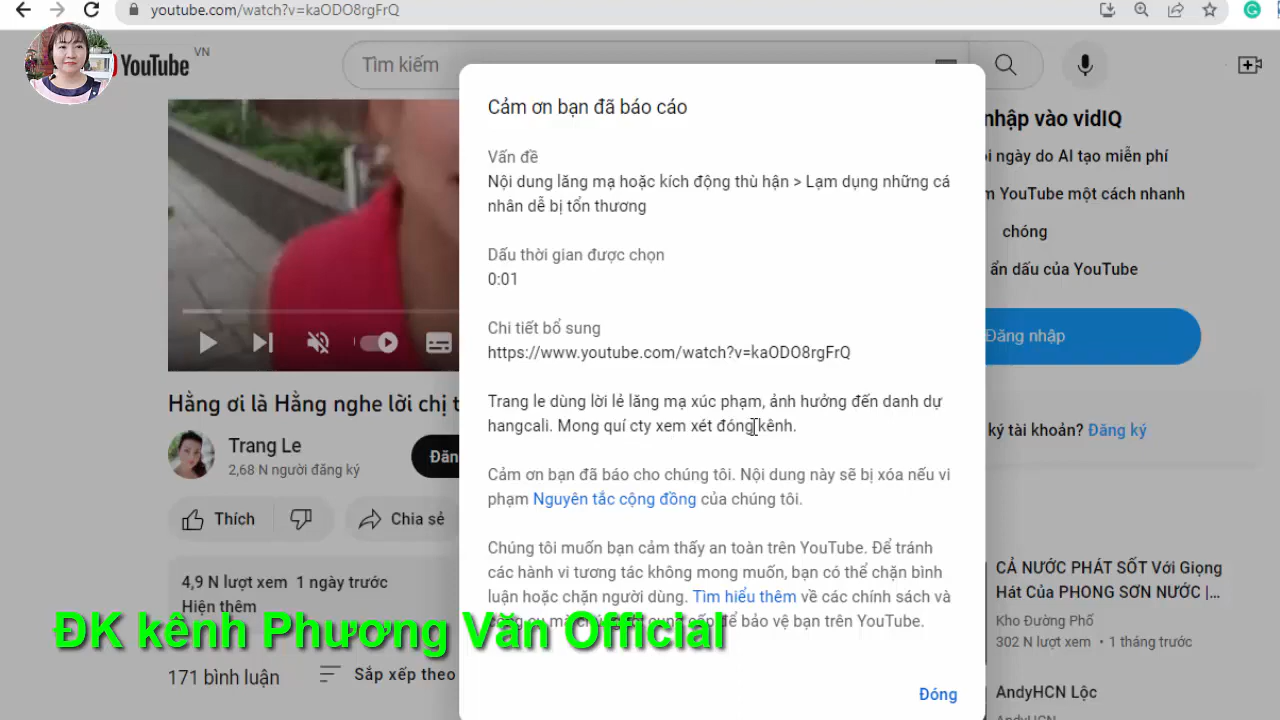 youtube.com/watch?v=kaODO8rgFrQ
YouTube VN
Tìm kiếm
Cảm ơn bạn đã báo cáo
Vấn đề
Nội dung lăng mạ hoặc kích động thù hận > Lạm dụng những cá
nhân dễ bị tổn thương
Dấu thời gian được chọn
0:01
Chi tiết bổ sung
https://www.youtube.com/watch?v=kaODO8rgFrQ
Trang le dùng lời lẻ lăng mạ xúc phạm, ảnh hưởng đến danh dự
hangcali. Mong quí cty xem xét đóng kênh.
Cảm ơn bạn đã báo cho chúng tôi. Nội dung này sẽ bị xóa nếu vi
phạm Nguyên tắc cộng đồng của chúng tôi.
Chúng tôi muốn bạn cảm thấy an toàn trên YouTube. Để tránh
các hành vi tương tác không mong muốn, bạn có thể chặn bình
luận hoặc chặn người dùng. Tìm hiểu thêm về các chính sách và
để bảo vệ bạn trên YouTube.
Đóng
Hằng ơi là Hằng nghe lời chị t
Trang Le
2,68 N người đăng ký
Đăn
Thích
Chia sẻ
4,9 N lượt xem 1 ngày trước
Hiện thêm
ĐK kênh Phương Văn Official
171 bình luận
Sắp xếp theo
nhập vào vidIQ
i ngày do AI tạo miễn phí
YouTube một cách nhanh
chóng
ẩn dấu của YouTube
Đăng nhập
ký tài khoản? Đăng ký
CẢ NƯỚC PHÁT SỐT Với Giọng
Hát Của PHONG SƠN NƯỚC |...
Kho Đường Phố
302 N lượt xem • 1 tháng trước
AndyHCN Lộc
AndyHCN